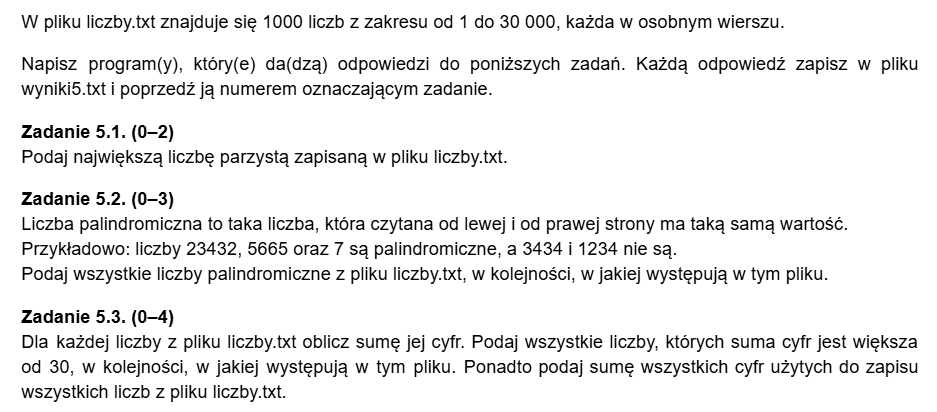 W pliku liczby.txt znajduje się 1000 liczb z zakresu od 1 do 30 000, każda w osobnym wierszu.
Napisz program(y), który(e) da(dzą) odpowiedzi do poniższych zadań. Każdą odpowiedź zapisz w pliku
wyniki5.txt i poprzedź ją numerem oznaczającym zadanie.
Zadanie 5.1. (0–2)
Podaj największą liczbę parzystą zapisaną w pliku liczby.txt.
Zadanie 5.2. (0–3)
Liczba palindromiczna to taka liczba, która czytana od lewej i od prawej strony ma taką samą wartość.
Przykładowo: liczby 23432, 5665 oraz 7 są palindromiczne, a 3434 i 1234 nie są.
Podaj wszystkie liczby palindromiczne z pliku liczby.txt, w kolejności, w jakiej występują w tym pliku.
Zadanie 5.3. (0–4)
Dla każdej liczby z pliku liczby.txt oblicz sumę jej cyfr. Podaj wszystkie liczby, których suma cyfr jest większa
od 30, w kolejności, w jakiej występują w tym pliku. Ponadto podaj sumę wszystkich cyfr użytych do zapisu
wszystkich liczb z pliku liczby.txt.